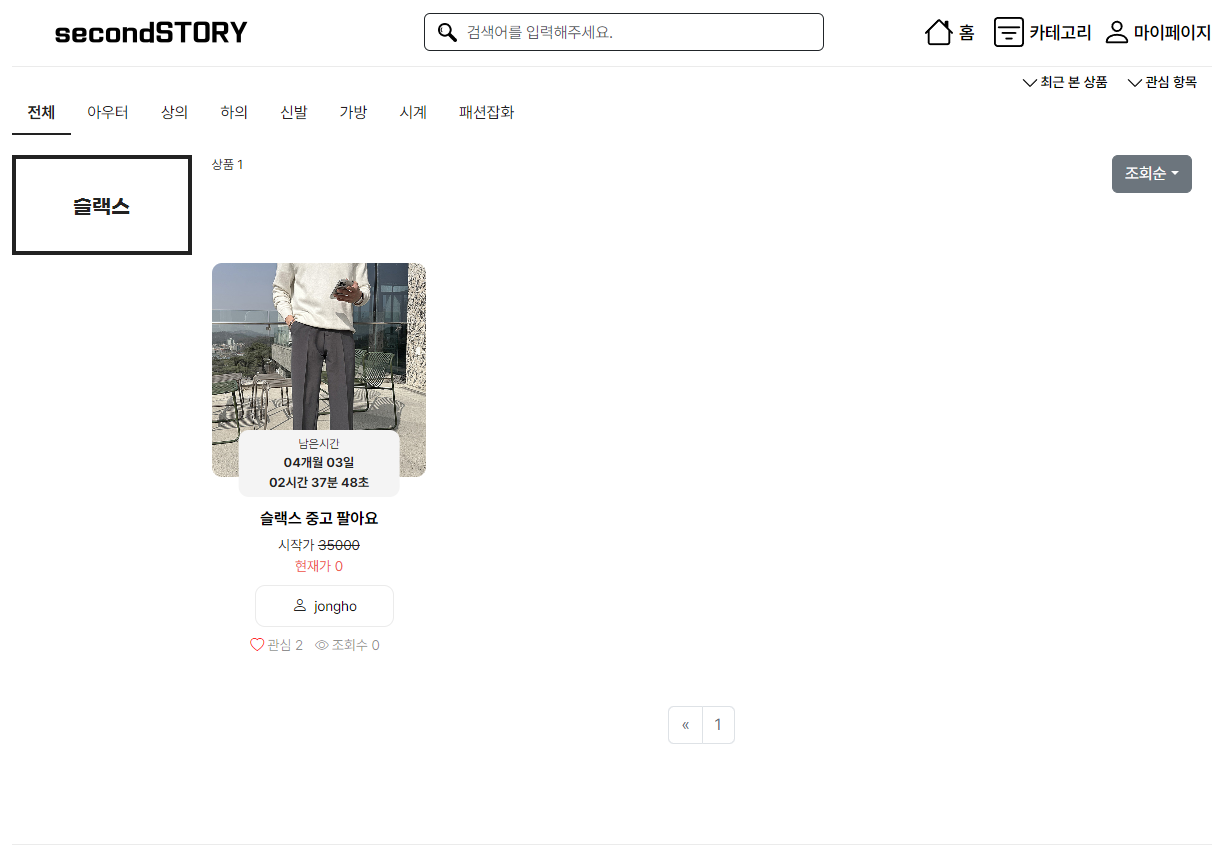 secondSTORY
검색어를 입력해주세요.
홈
카테고리
마이페이지
최근 본 상품
관심 항목
전체
아우터
상의
하의
신발
가방
시계
패션잡화
슬랙스
상품 1
조회순
남은시간
04개월 03일
02시간 37분 48초
슬랙스 중고 팔아요
시작가 35000
현재가 0
jongho
관심 2 조회수 0
« 1